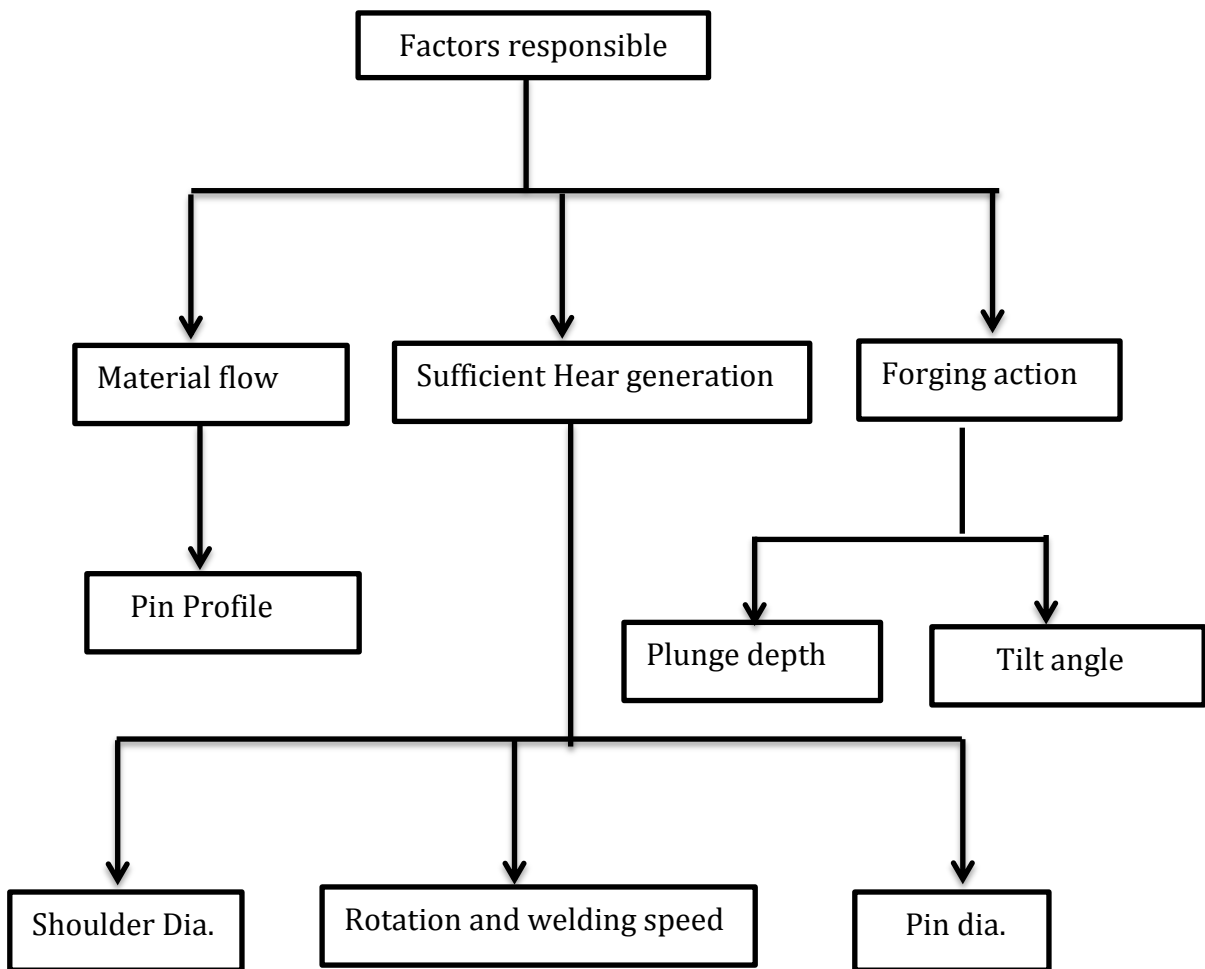 Factors responsible
Material flow
Sufficient Hear generation
Forging action
Pin Profile
Plunge depth
Tilt angle
Shoulder Dia.
Rotation and welding speed
Pin dia.